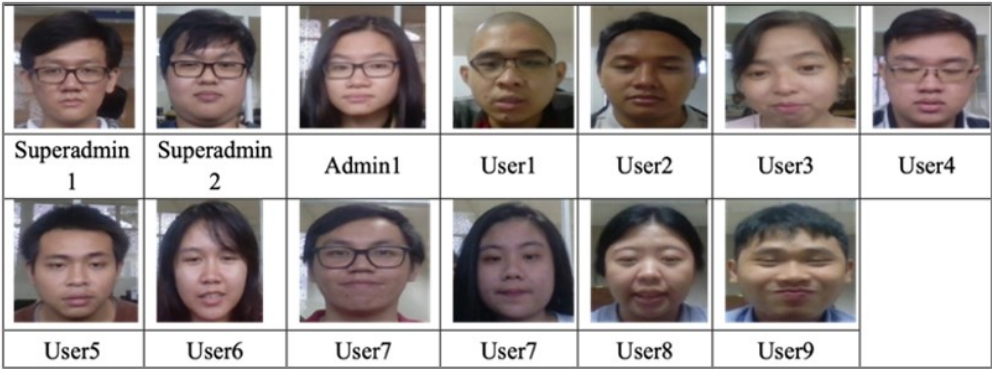 Superadmin
1
Superadmin
2
Admin1
User1
User2
User3
User4
User5
User6
User7
User7
User8
User9